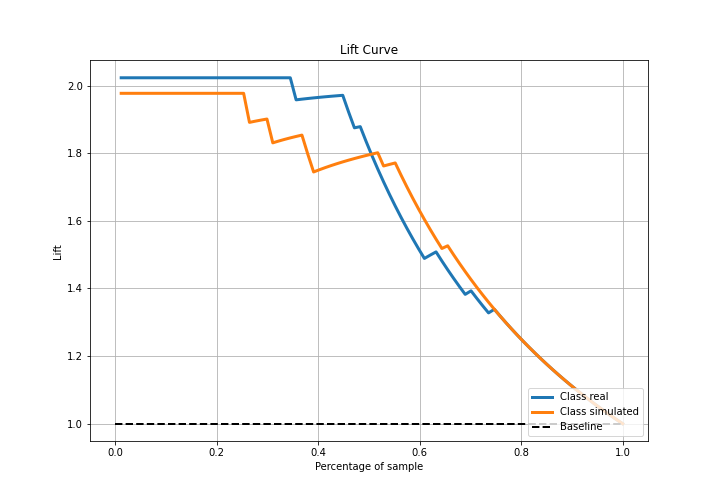 Lift Curve
2.0
1.8
1.6
1.4
1.2
1.0
Lift
0.0 0.2 0.4 0.6 0.8 1.0
Percentage of sample
Class real
Class simulated
Baseline